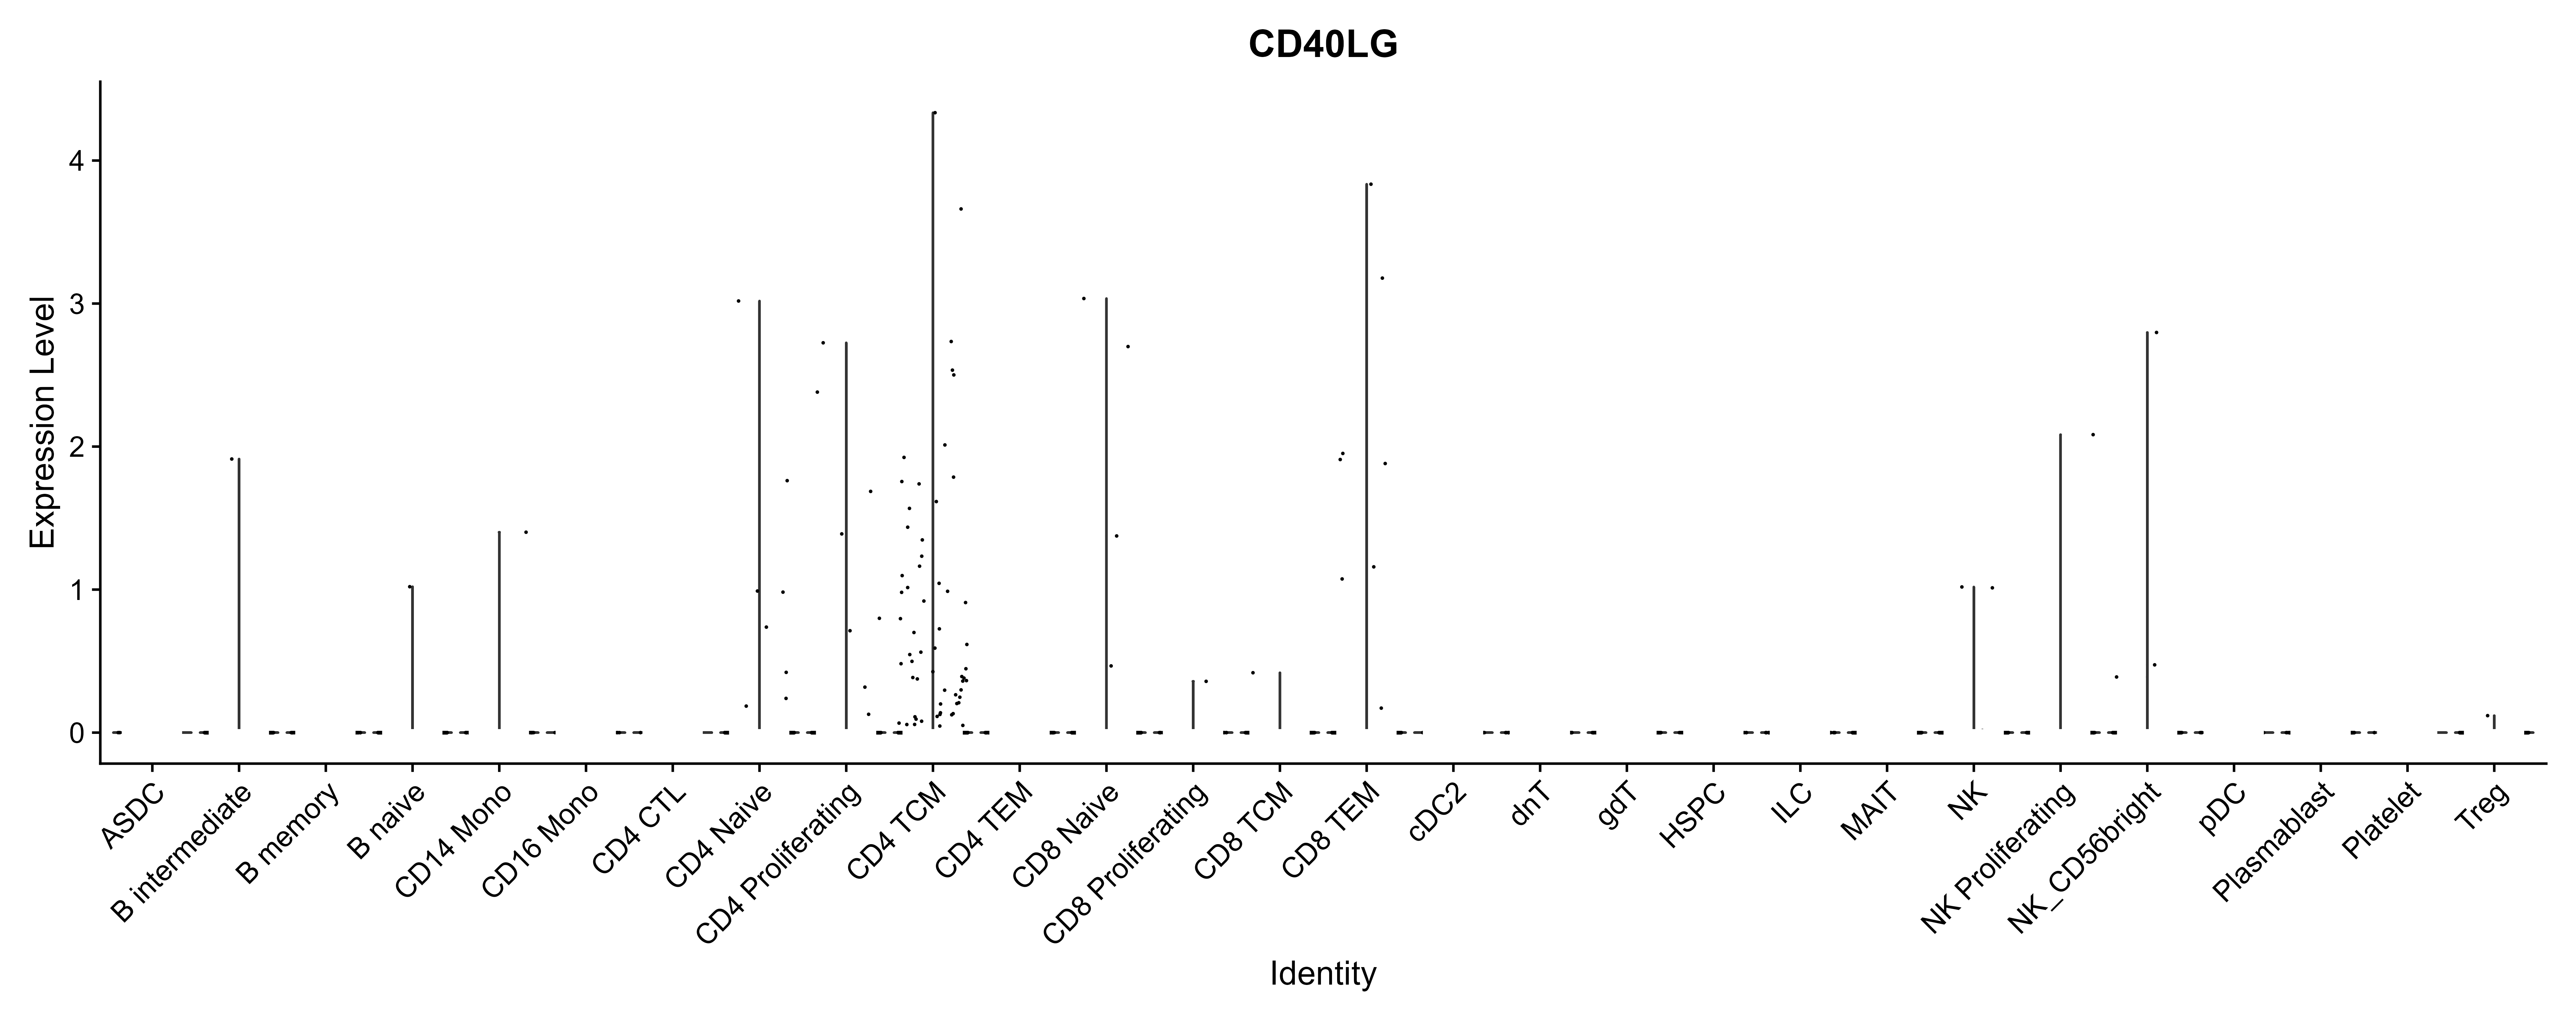 CD40LG
Expression Level
4
3
2
1
0
ASDC
B intermediate
B memory
B naive
CD14 Mono
CD16 Mono
CD4 CTL
CD4 Naive
CD4 Proliferating
CD4 TCM
CD4 TEM
CD8 Naive
CD8 Proliferating
CD8 TCM
CD8 TEM
cDC2
dnT
gdT
HSPC
ILC
MAIT
NK
NK Proliferating
NK_CD56bright
pDC
Plasmablast
Platelet
Treg
Identity